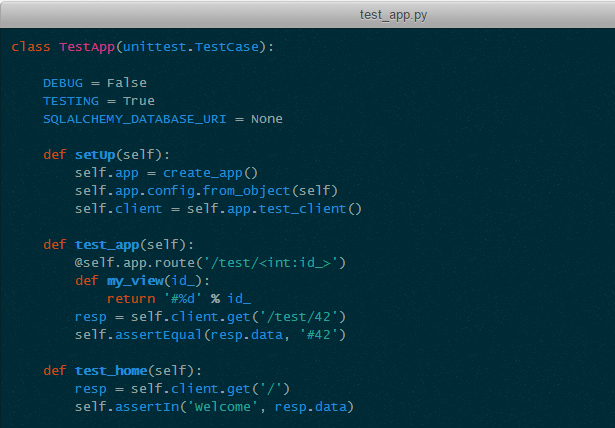 test_app.py
class TestApp(unittest.TestCase):
    DEBUG = False
    TESTING = True
    SQLALCHEMY_DATABASE_URI = None
    def setUp(self):
        self.app = create_app()
        self.app.config.from_object(self)
        self.client = self.app.test_client()
    def test_app(self):
        @self.app.route('/test/<int:id_>')
        def my_view(id_):
            return '#%d' % id_
        resp = self.client.get('/test/42')
        self.assertEqual(resp.data, '#42')
    def test_home(self):
        resp = self.client.get('/')
        self.assertIn('Welcome', resp.data)